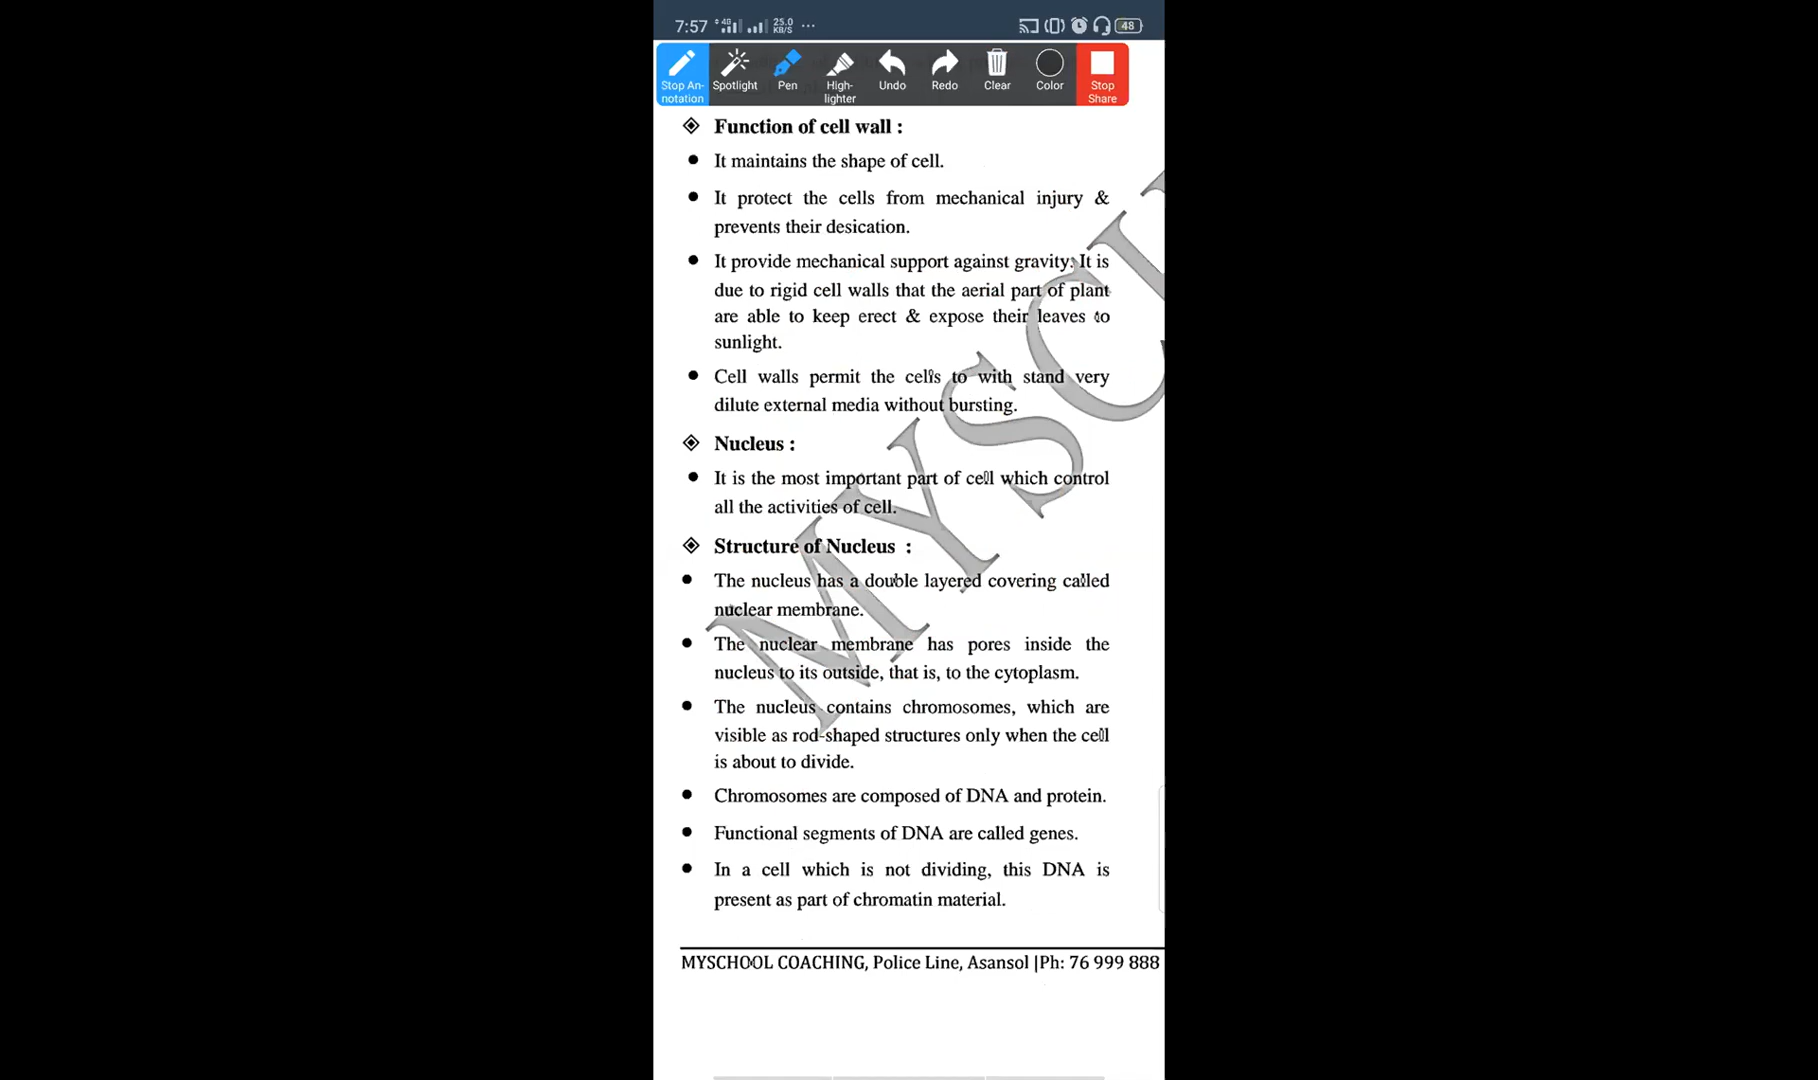 7:57 4G 25.0 KB/S ... 48
Stop An-notation Spotlight Pen High-lighter Undo Redo Clear Color Stop Share
Function of cell wall :
It maintains the shape of cell.
It protect the cells from mechanical injury &
prevents their desication.
It provide mechanical support against gravity. It is
due to rigid cell walls that the aerial part of plant
are able to keep erect & expose their leaves to
sunlight.
Cell walls permit the cells to with stand very
dilute external media without bursting.
Nucleus :
It is the most important part of cell which control
all the activities of cell.
Structure of Nucleus :
The nucleus has a double layered covering called
nuclear membrane.
The nuclear membrane has pores inside the
nucleus to its outside, that is, to the cytoplasm.
The nucleus contains chromosomes, which are
visible as rod-shaped structures only when the cell
is about to divide.
Chromosomes are composed of DNA and protein.
Functional segments of DNA are called genes.
In a cell which is not dividing, this DNA is
present as part of chromatin material.
MYSCHOOL COACHING, Police Line, Asansol |Ph: 76 999 888
MYSC